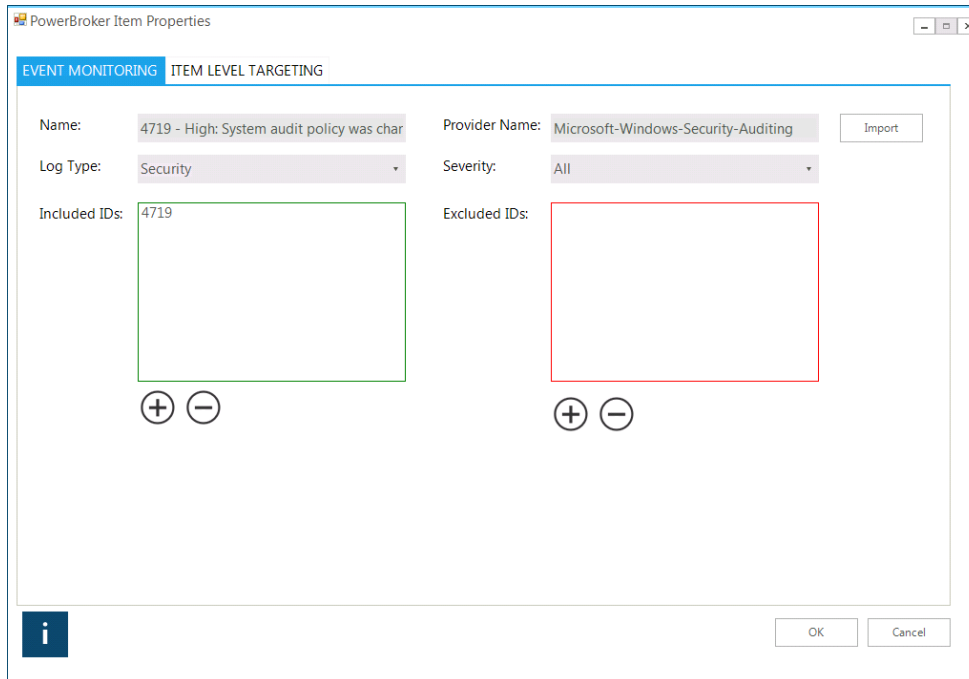 PowerBroker Item Properties
EVENT MONITORING ITEM LEVEL TARGETING
Name: 4719 - High: System audit policy was char Provider Name: Microsoft-Windows-Security-Auditing Import
Log Type: Security Severity: All
Included IDs: 4719 Excluded IDs:
i
OK Cancel